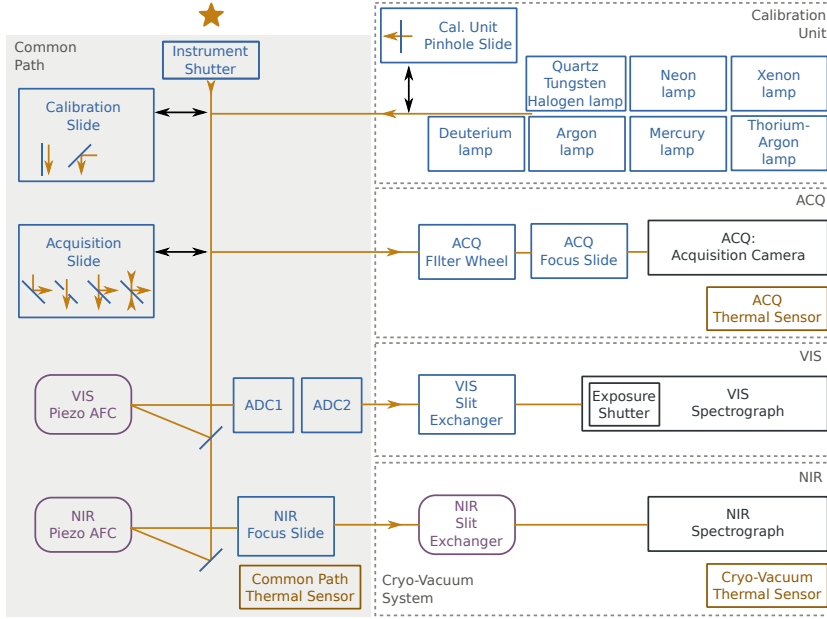 Common
Path
Instrument
Shutter
Cal. Unit
Pinhole Slide
Calibration
Unit
Quartz
Tungsten
Halogen lamp
Neon
lamp
Xenon
lamp
Calibration
Slide
Deuterium
lamp
Argon
lamp
Mercury
lamp
Thorium-
Argon
lamp
ACQ
Acquisition
Slide
ACQ
FIlter Wheel
ACQ
Focus Slide
ACQ:
Acquisition Camera
ACQ
Thermal Sensor
VIS
VIS
Piezo AFC
ADC1
ADC2
VIS
Slit
Exchanger
Exposure
Shutter
VIS
Spectrograph
NIR
NIR
Piezo AFC
NIR
Focus Slide
NIR
Slit
Exchanger
NIR
Spectrograph
Common Path
Thermal Sensor
Cryo-Vacuum
System
Cryo-Vacuum
Thermal Sensor